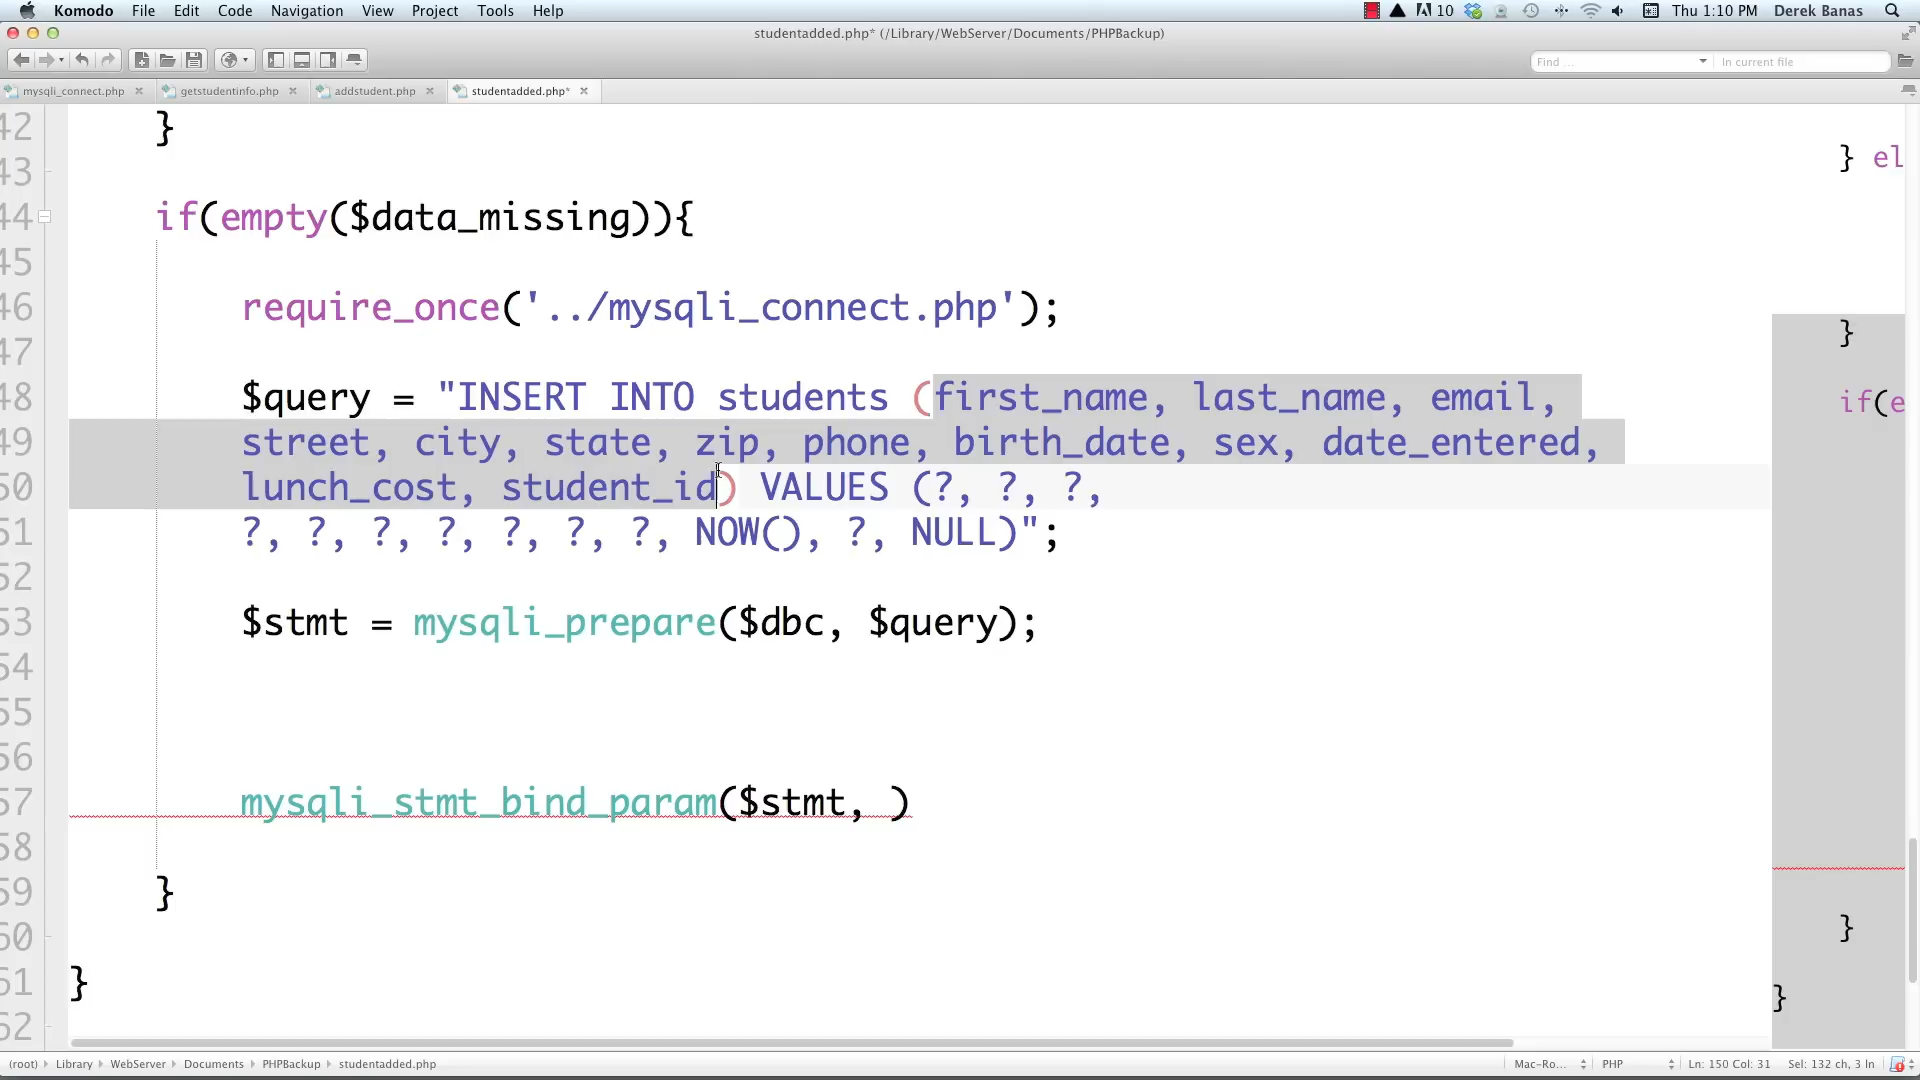 Komodo File Edit Code Navigation View Project Tools Help 10 Thu 1:10 PM Derek Banas
studentadded.php* (/Library/WebServer/Documents/PHPBackup)
Find ... In current file
mysqli_connect.php getstudentinfo.php addstudent.php studentadded.php*
42 }
43 } el
44 if(empty($data_missing)){
45
46 require_once('../mysqli_connect.php');
47 }
48 $query = "INSERT INTO students (first_name, last_name, email, if(e
49 street, city, state, zip, phone, birth_date, sex, date_entered,
50 lunch_cost, student_id) VALUES (?, ?, ?,
51 ?, ?, ?, ?, ?, ?, ?, NOW(), ?, NULL)";
52
53 $stmt = mysqli_prepare($dbc, $query);
54
55
56
57 mysqli_stmt_bind_param($stmt, )
58
59 }
60 }
61 } }
62
(root) Library WebServer Documents PHPBackup studentadded.php Mac-Ro... PHP Ln: 150 Col: 31 Sel: 132 ch, 3 ln